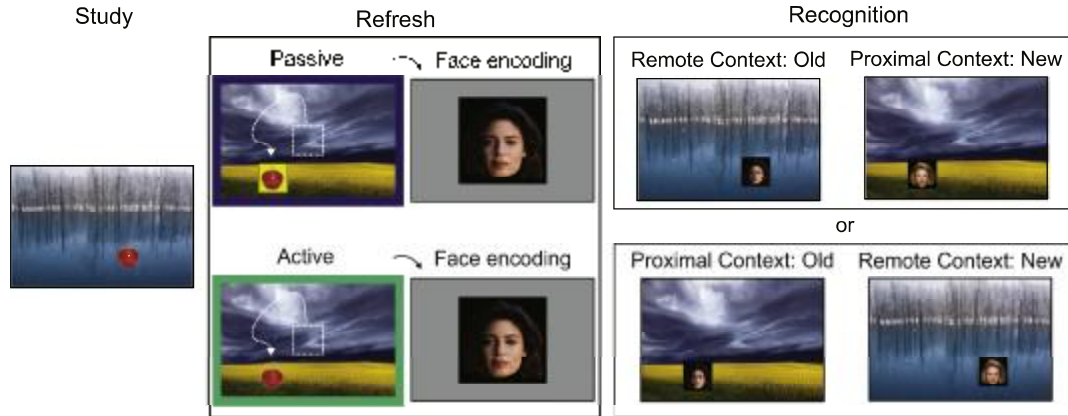 Study
Refresh
Recognition
Passive
Face encoding
Active
Face encoding
Remote Context: Old
Proximal Context: New
or
Proximal Context: Old
Remote Context: New